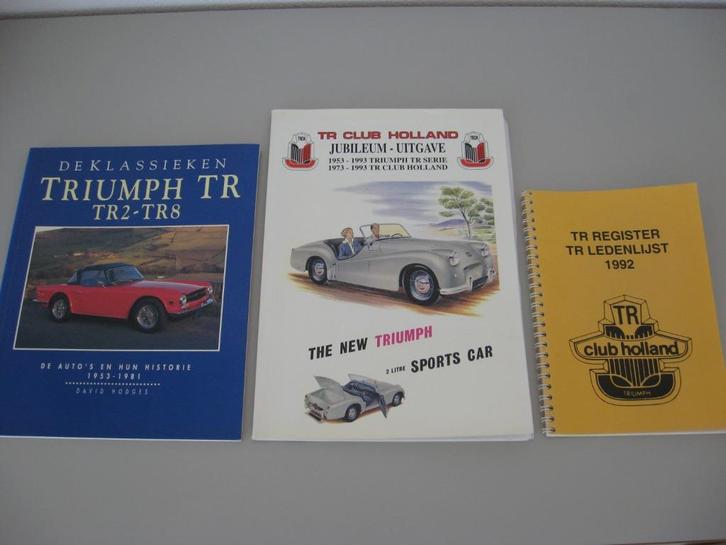 DE KLASSIEKEN
TRIUMPH TR
TR2-TR8
DE AUTO'S EN HUN HISTORIE
1953-1981
DAVID HODGES
TR CLUB HOLLAND
JUBILEUM - UITGAVE
1953 - 1993 TRIUMPH TR SERIE
1973 - 1993 TR CLUB HOLLAND
THE NEW TRIUMPH
2 LITRE SPORTS CAR
TR REGISTER
TR LEDENLIJST
1992
TR
club holland
TRIUMPH